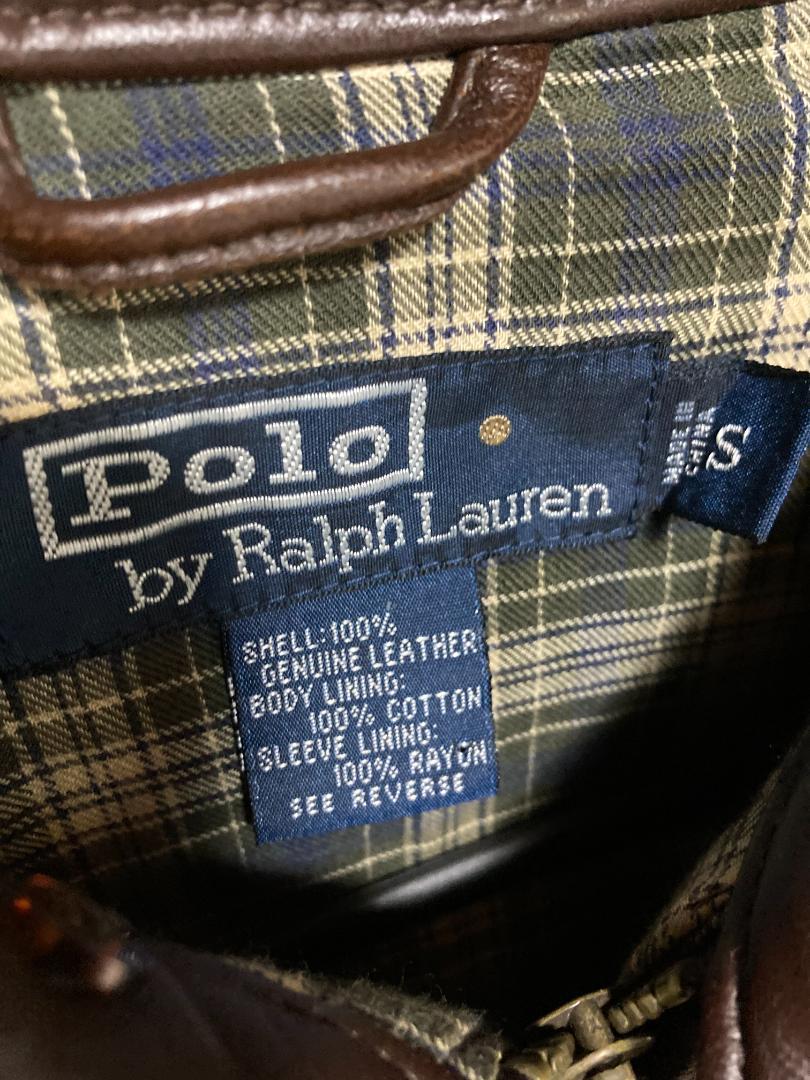 Polo
by Ralph Lauren
MADE IN
CHINA
S
SHELL:100%
GENUINE LEATHER
BODY LINING:
100% COTTON
SLEEVE LINING:
100% RAYON
SEE REVERSE